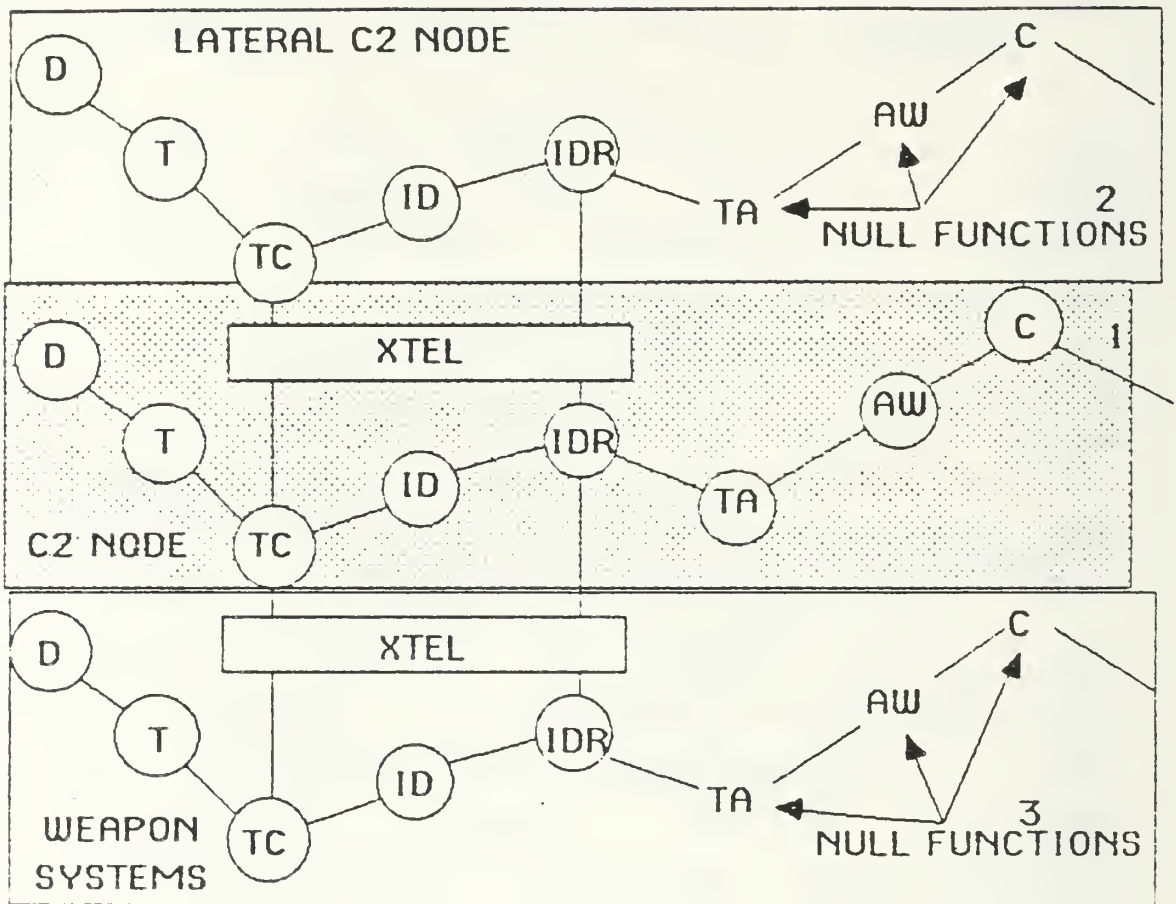 LATERAL C2 NODE
D
T
TC
ID
IDR
TA
AW
C
2
NULL FUNCTIONS
XTEL
D
T
TC
ID
IDR
TA
AW
C
1
C2 NODE
XTEL
D
T
TC
ID
IDR
TA
AW
C
3
NULL FUNCTIONS
WEAPON
SYSTEMS